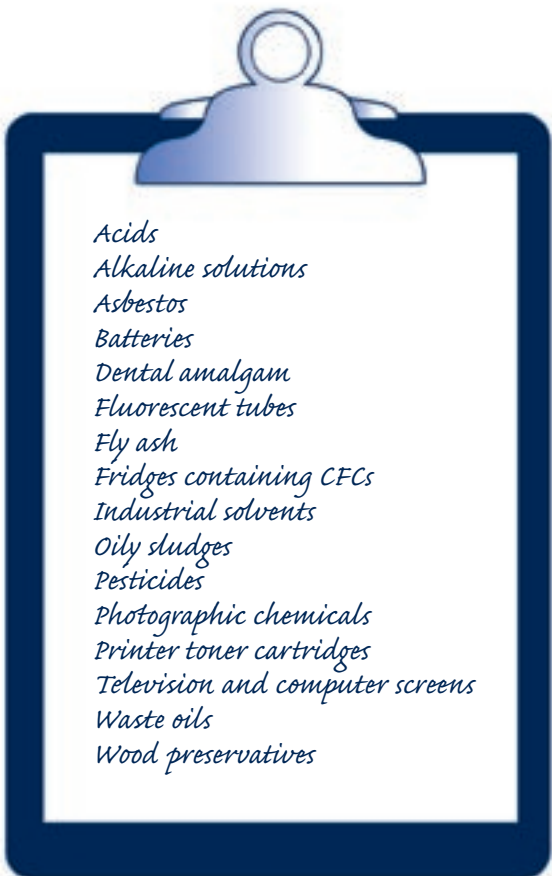 Acids
Alkaline solutions
Asbestos
Batteries
Dental amalgam
Fluorescent tubes
Fly ash
Fridges containing CFCs
Industrial solvents
Oily sludges
Pesticides
Photographic chemicals
Printer toner cartridges
Television and computer screens
Waste oils
Wood preservatives